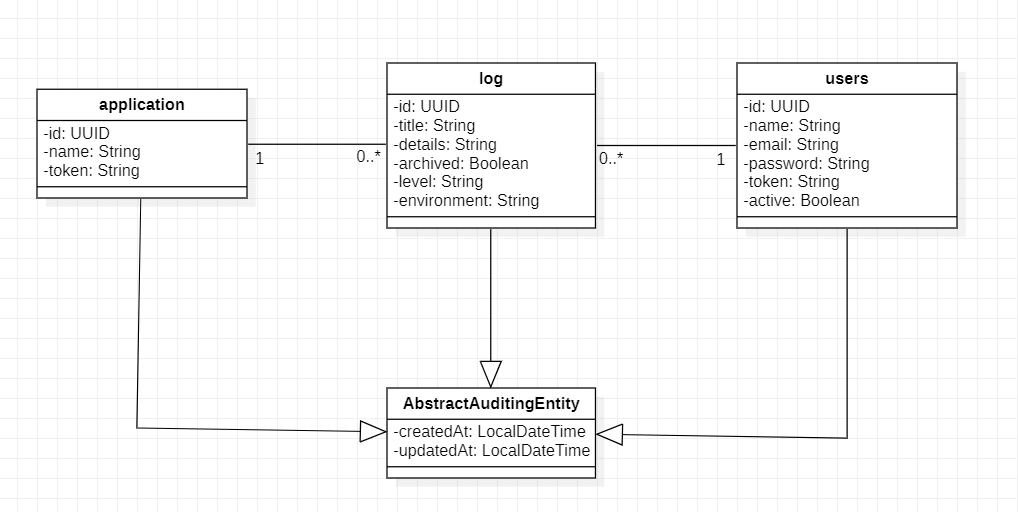 application
-id: UUID
-name: String
-token: String
1
0..*
log
-id: UUID
-title: String
-details: String
-archived: Boolean
-level: String
-environment: String
0..*
1
users
-id: UUID
-name: String
-email: String
-password: String
-token: String
-active: Boolean
AbstractAuditingEntity
-createdAt: LocalDateTime
-updatedAt: LocalDateTime